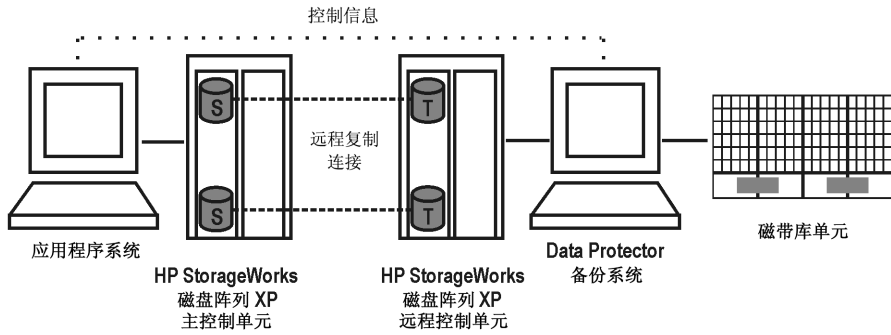 控制信息
S
T
远程复制
连接
S
T
应用程序系统
HP StorageWorks
磁盘阵列 XP
主控制单元
HP StorageWorks
磁盘阵列 XP
远程控制单元
Data Protector
备份系统
磁带库单元